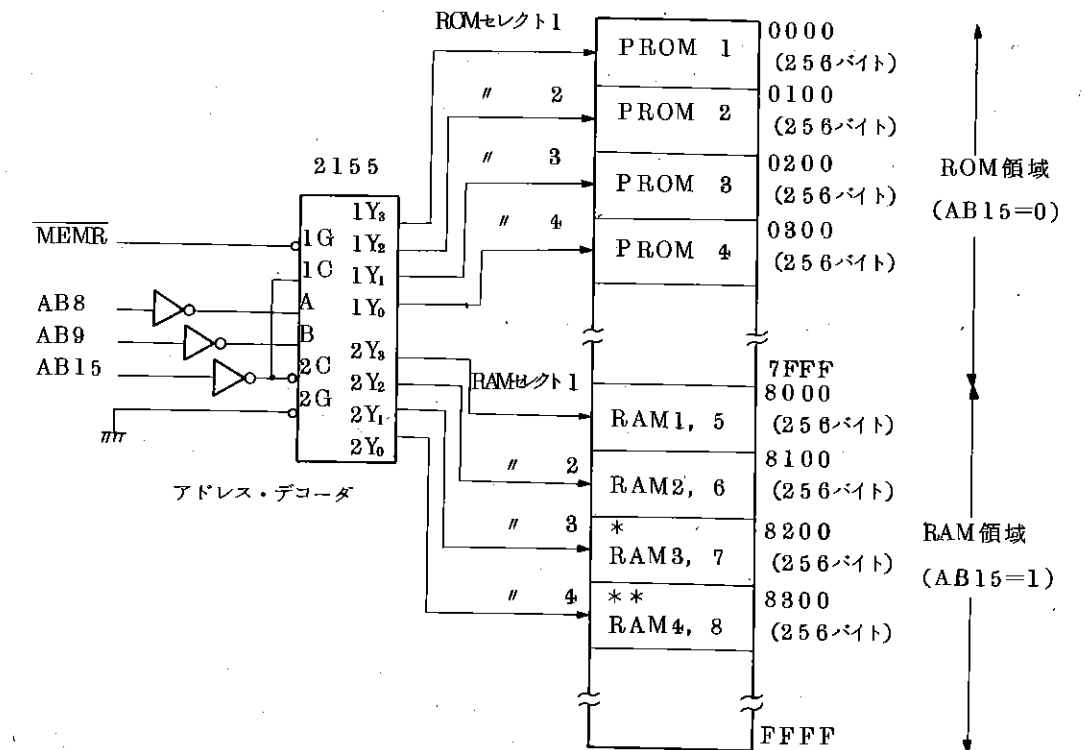 ROMセレクト1
〃 2
〃 3
〃 4
2155
MEMR
AB8
AB9
AB15
1G
1C
A
B
2C
2G
1Y3
1Y2
1Y1
1Y0
2Y3
2Y2
2Y1
2Y0
アドレス・デコーダ
RAMセレクト1
〃 2
〃 3
〃 4
PROM 1
PROM 2
PROM 3
PROM 4
RAM1, 5
RAM2, 6
*
RAM3, 7
**
RAM4, 8
0000
(256バイト)
0100
(256バイト)
0200
(256バイト)
0300
(256バイト)
7FFF
8000
(256バイト)
8100
(256バイト)
8200
(256バイト)
8300
(256バイト)
FFFF
ROM領域
(AB15=0)
RAM領域
(AB15=1)